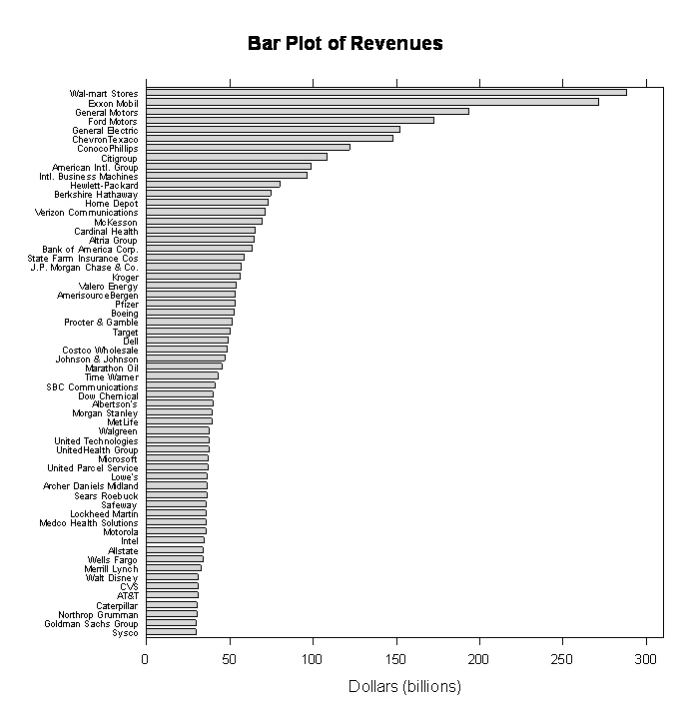 Bar Plot of Revenues
Wal-mart Stores
Exxon Mobil
General Motors
Ford Motors
General Electric
ChevronTexaco
ConocoPhillips
Citigroup
American Intl. Group
Intl. Business Machines
Hewlett-Packard
Berkshire Hathaway
Home Depot
Verizon Communications
McKesson
Cardinal Health
Altria Group
Bank of America Corp.
State Farm Insurance Cos
J.P. Morgan Chase & Co.
Kroger
Valero Energy
AmerisourceBergen
Pfizer
Boeing
Procter & Gamble
Target
Dell
Costco Wholesale
Johnson & Johnson
Marathon Oil
Time Warner
SBC Communications
Dow Chemical
Albertson's
Morgan Stanley
MetLife
Walgreen
United Technologies
UnitedHealth Group
Microsoft
United Parcel Service
Lowe's
Archer Daniels Midland
Sears Roebuck
Safeway
Lockheed Martin
Medco Health Solutions
Motorola
Intel
Allstate
Wells Fargo
Merrill Lynch
Walt Disney
CVS
AT&T
Caterpillar
Northrop Grumman
Goldman Sachs Group
Sysco
0 50 100 150 200 250 300
Dollars (billions)